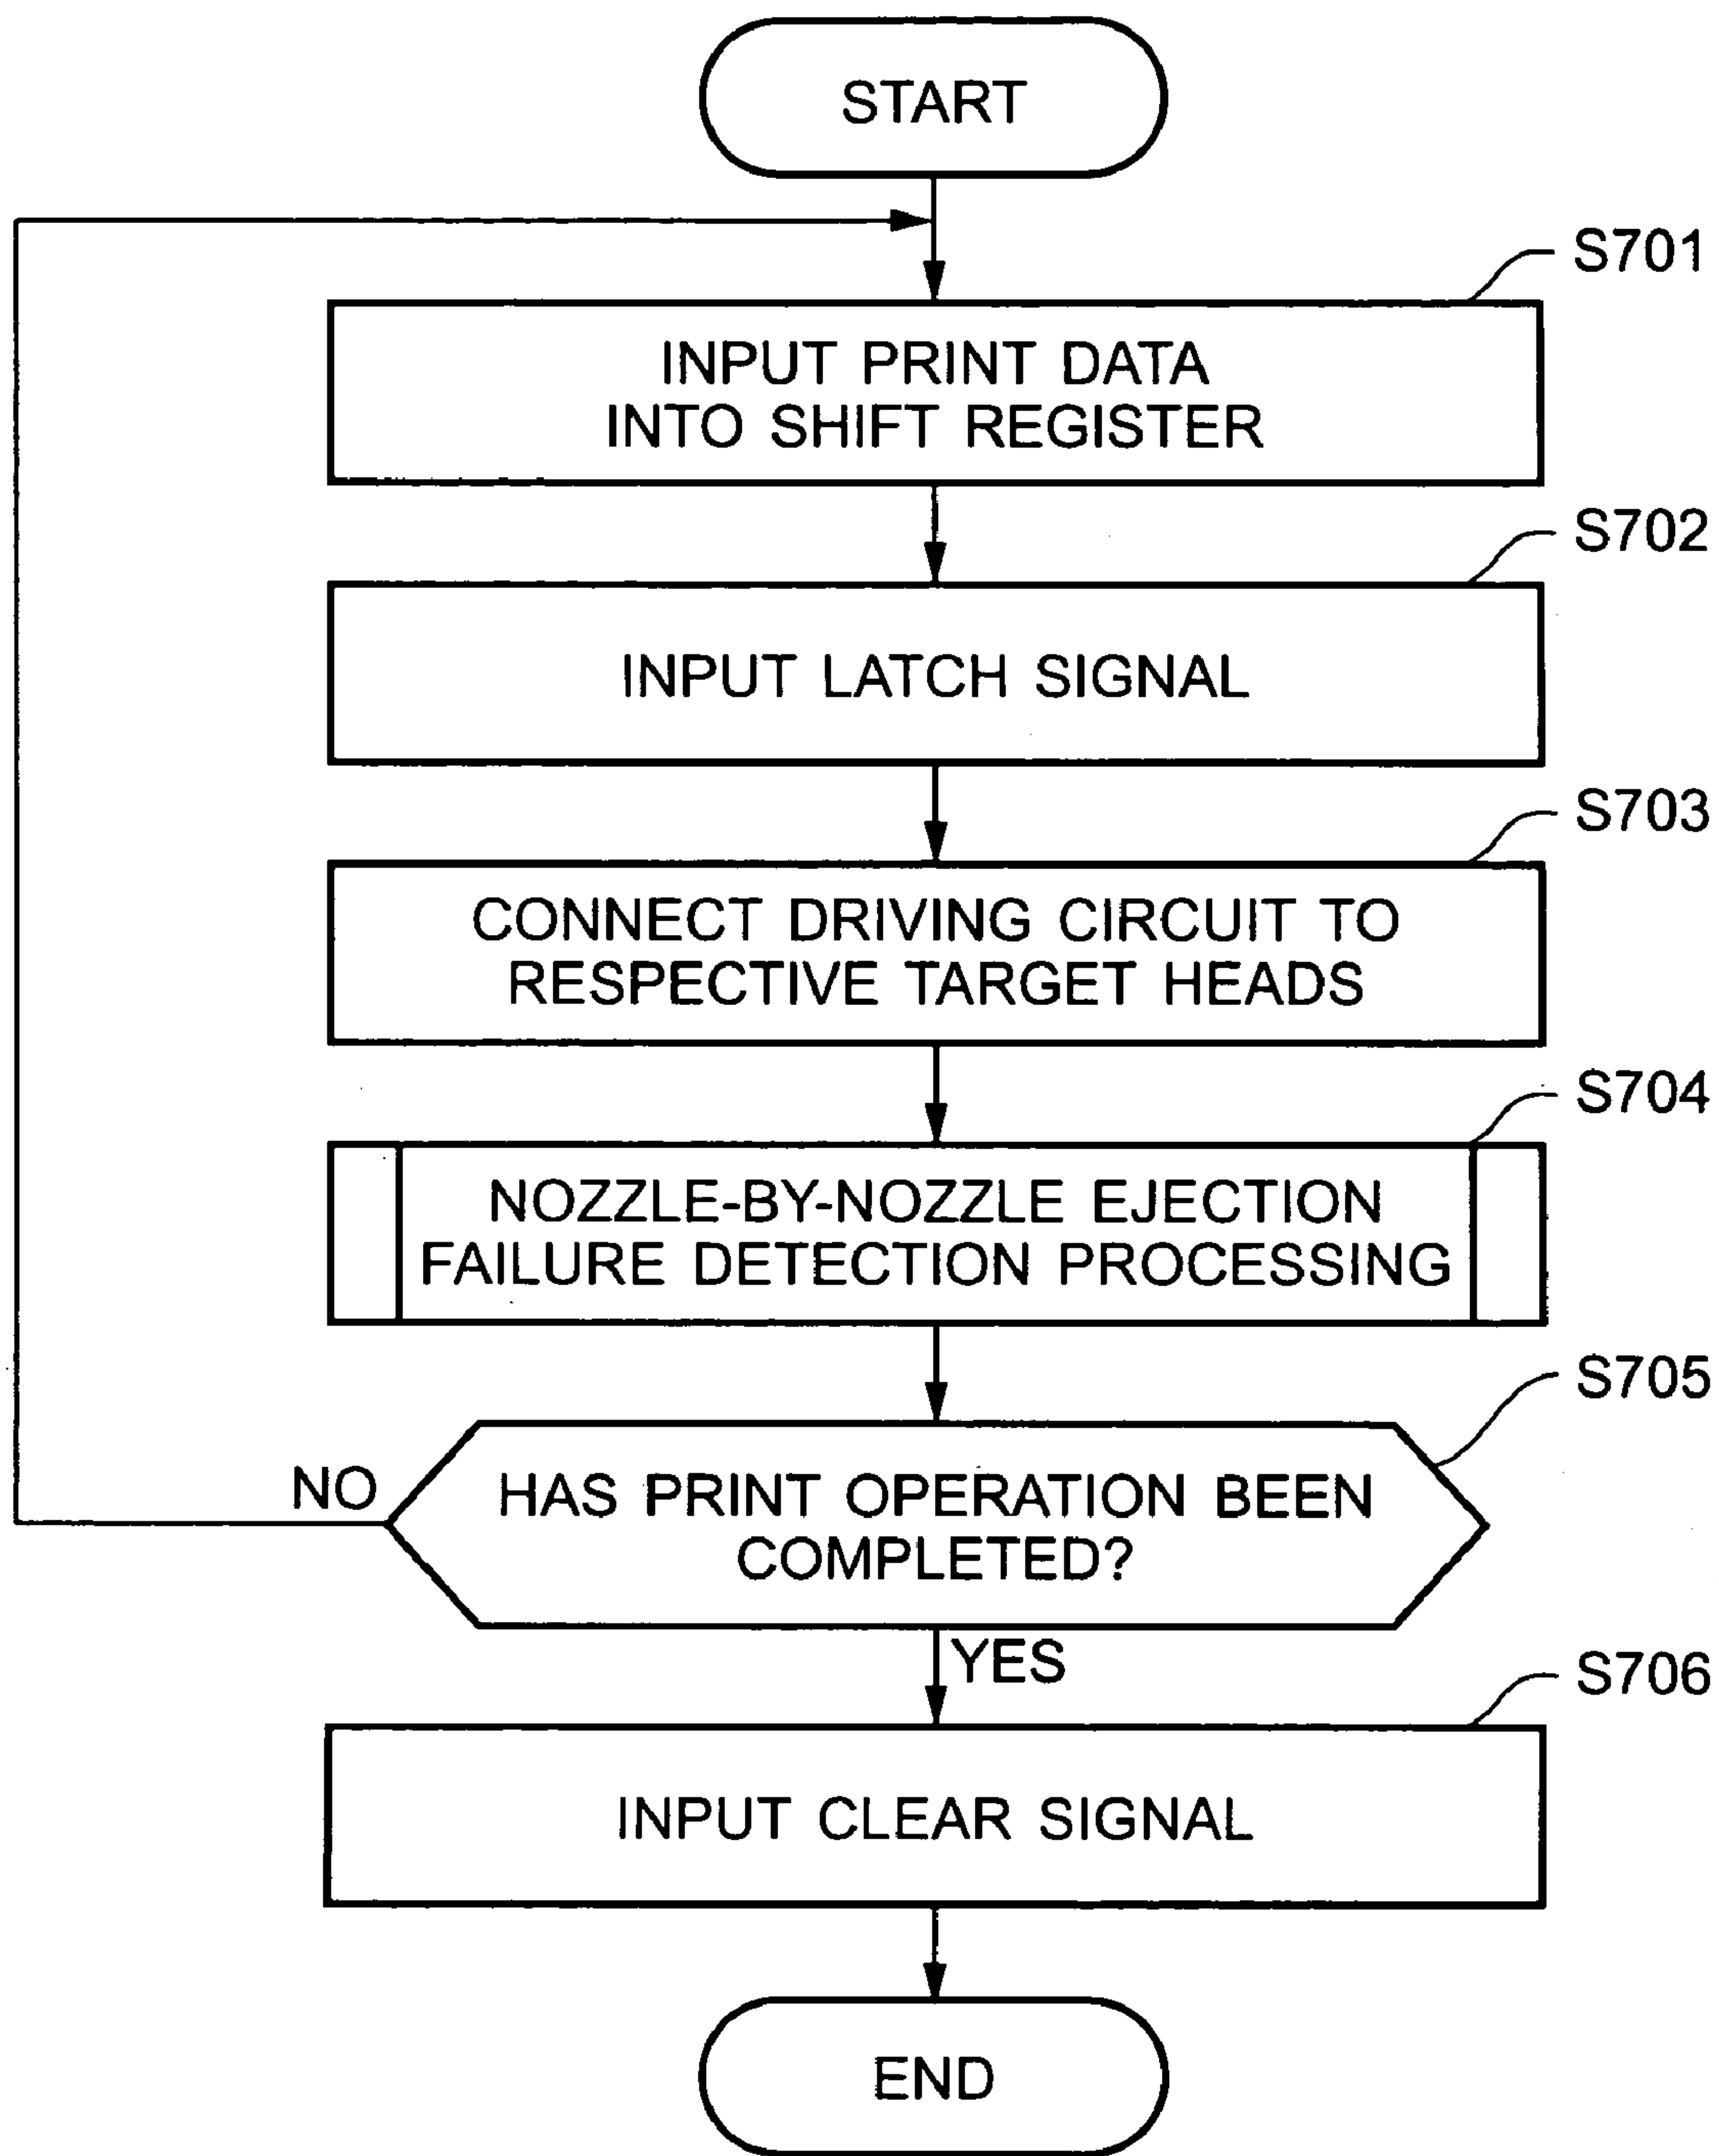 START
S701
INPUT PRINT DATA
INTO SHIFT REGISTER
S702
INPUT LATCH SIGNAL
S703
CONNECT DRIVING CIRCUIT TO
RESPECTIVE TARGET HEADS
S704
NOZZLE-BY-NOZZLE EJECTION
FAILURE DETECTION PROCESSING
S705
NO
HAS PRINT OPERATION BEEN
COMPLETED?
YES
S706
INPUT CLEAR SIGNAL
END